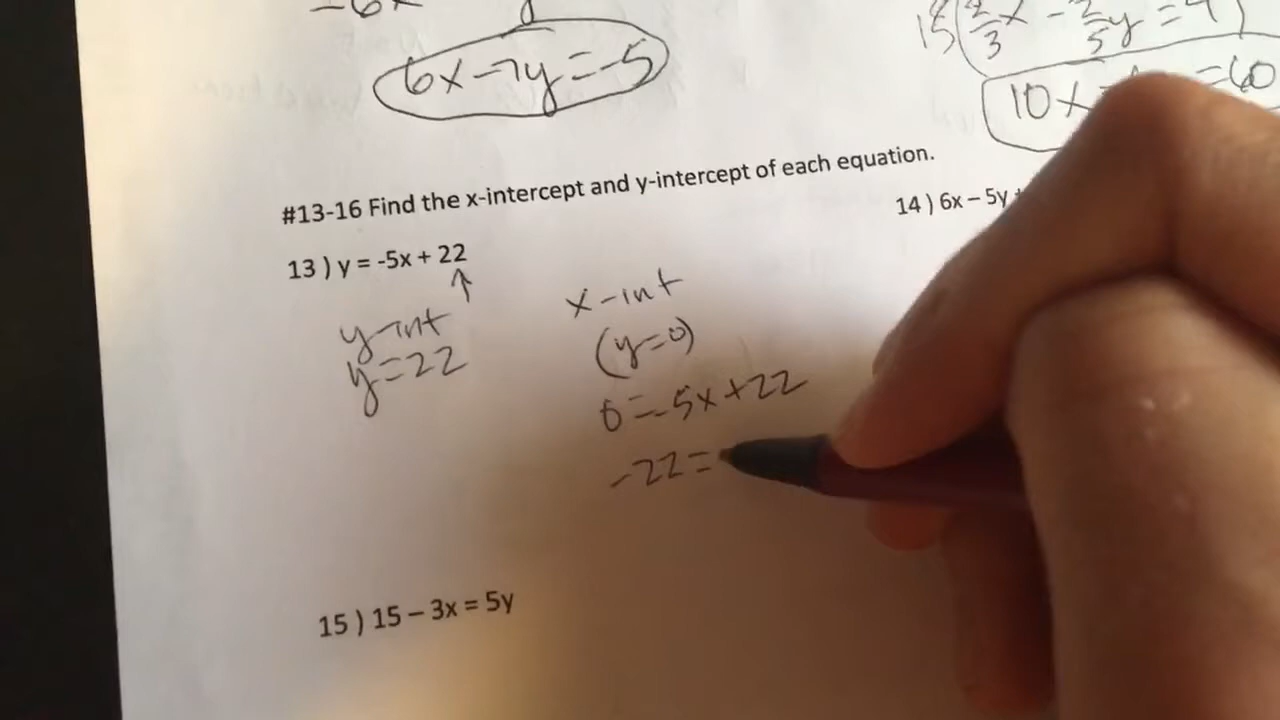 6x-7y=-5
10x
=60
#13-16 Find the x-intercept and y-intercept of each equation.
13 ) y = -5x + 22
14 ) 6x – 5y
y-int
y=22
x-int
(y=0)
0=-5x+22
-22=
15 ) 15 – 3x = 5y